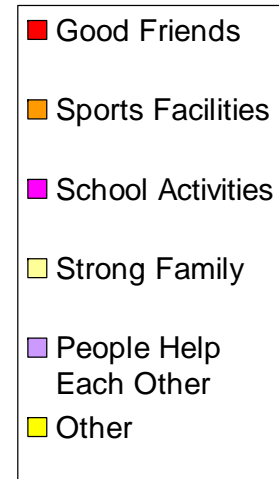 Good Friends
Sports Facilities
School Activities
Strong Family
People Help
Each Other
Other